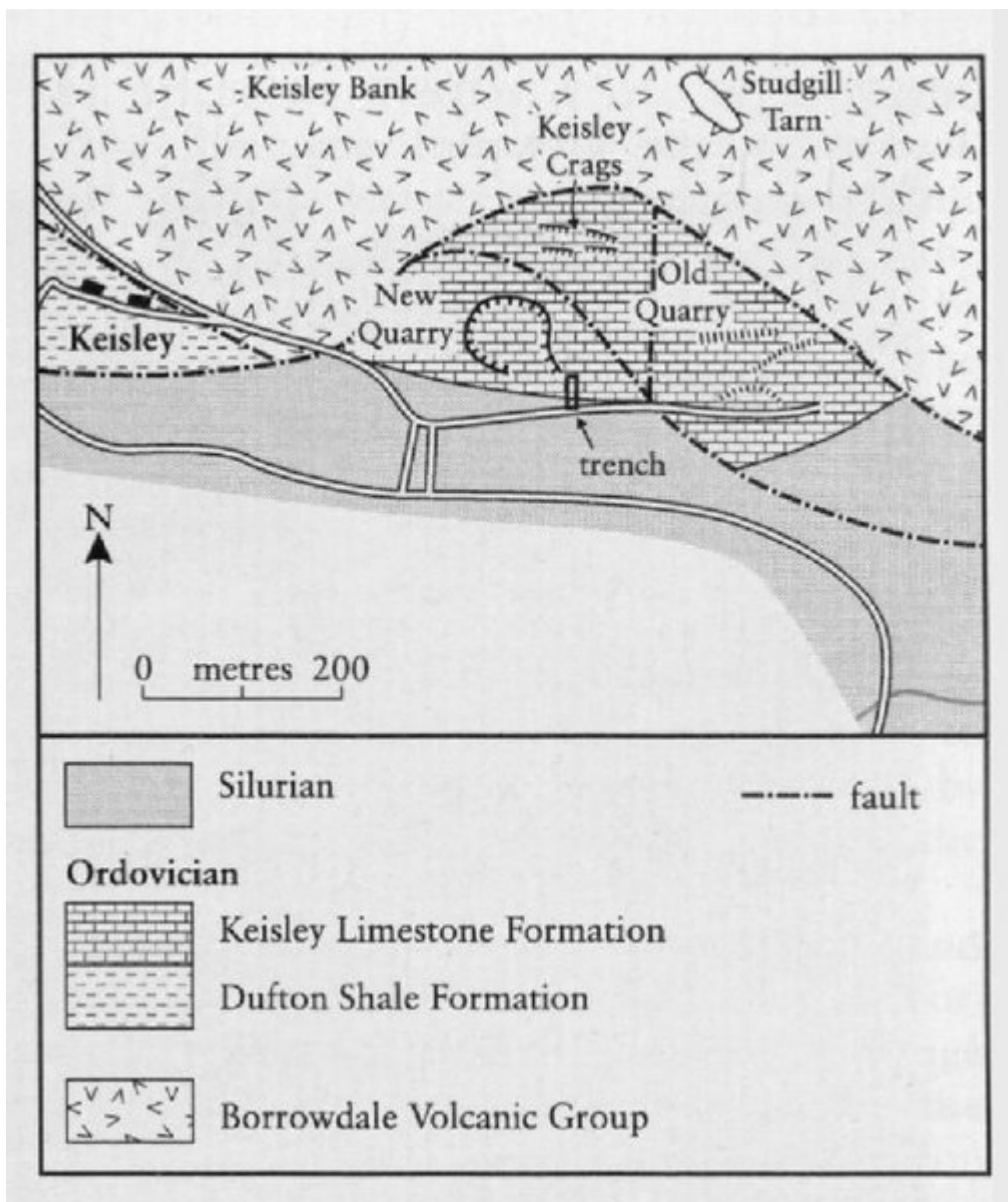 Keisley Bank
Studgill
Tarn
Keisley
Crags
New
Quarry
Old
Quarry
Keisley
trench
N
0 metres 200
Silurian
fault
Ordovician
Keisley Limestone Formation
Dufton Shale Formation
Borrowdale Volcanic Group